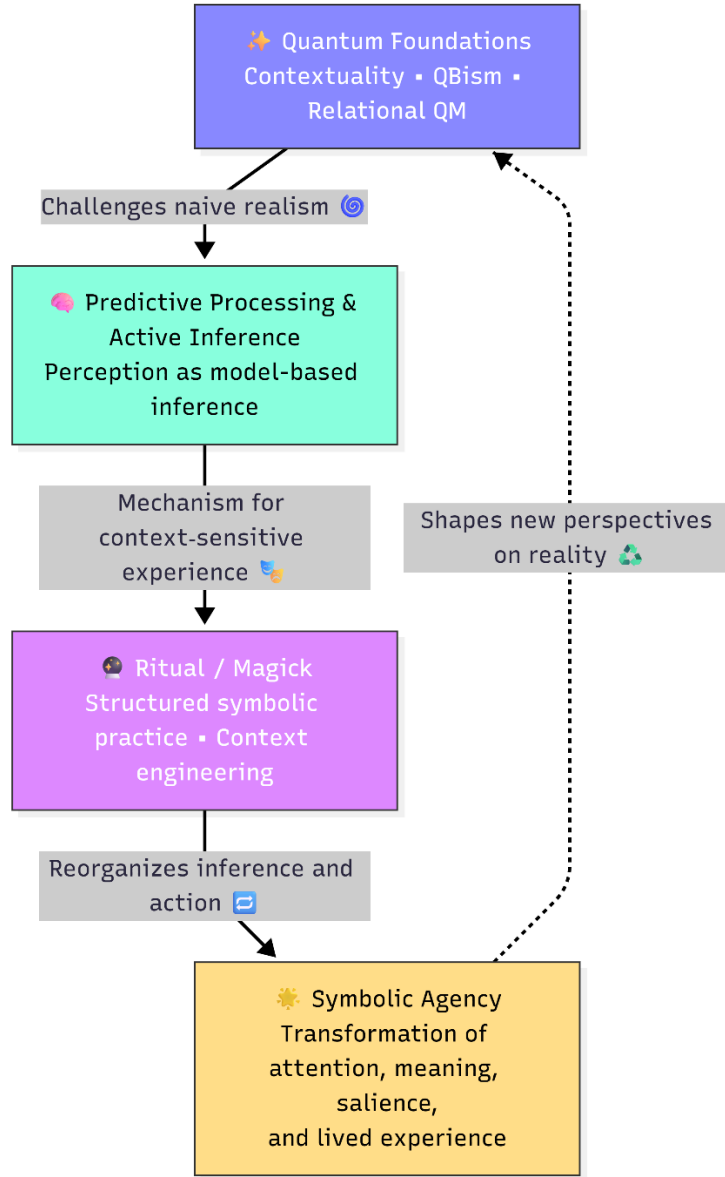 ✨ Quantum Foundations
Contextuality ▪ QBism ▪
Relational QM
Challenges naive realism 🌀
🧠 Predictive Processing &
Active Inference
Perception as model-based
inference
Mechanism for
context-sensitive
experience 🎭
Shapes new perspectives
on reality ♻️
🔮 Ritual / Magick
Structured symbolic
practice ▪ Context
engineering
Reorganizes inference and
action 🔁
🌟 Symbolic Agency
Transformation of
attention, meaning,
salience,
and lived experience